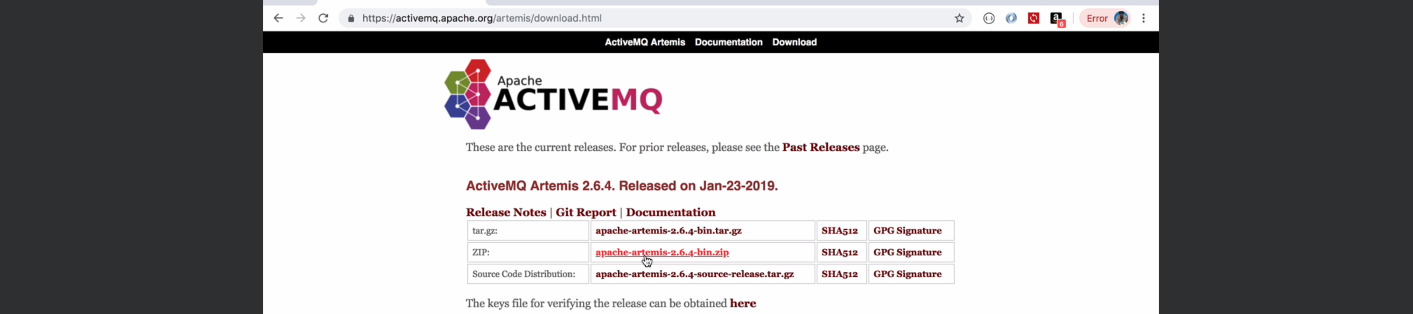 https://activemq.apache.org/artemis/download.html
Error
6
ActiveMQ Artemis Documentation Download
Apache
ACTIVEMQ
These are the current releases. For prior releases, please see the Past Releases page.
ActiveMQ Artemis 2.6.4. Released on Jan-23-2019.
Release Notes | Git Report | Documentation
tar.gz: apache-artemis-2.6.4-bin.tar.gz SHA512 GPG Signature
ZIP: apache-artemis-2.6.4-bin.zip SHA512 GPG Signature
Source Code Distribution: apache-artemis-2.6.4-source-release.tar.gz SHA512 GPG Signature
The keys file for verifying the release can be obtained here